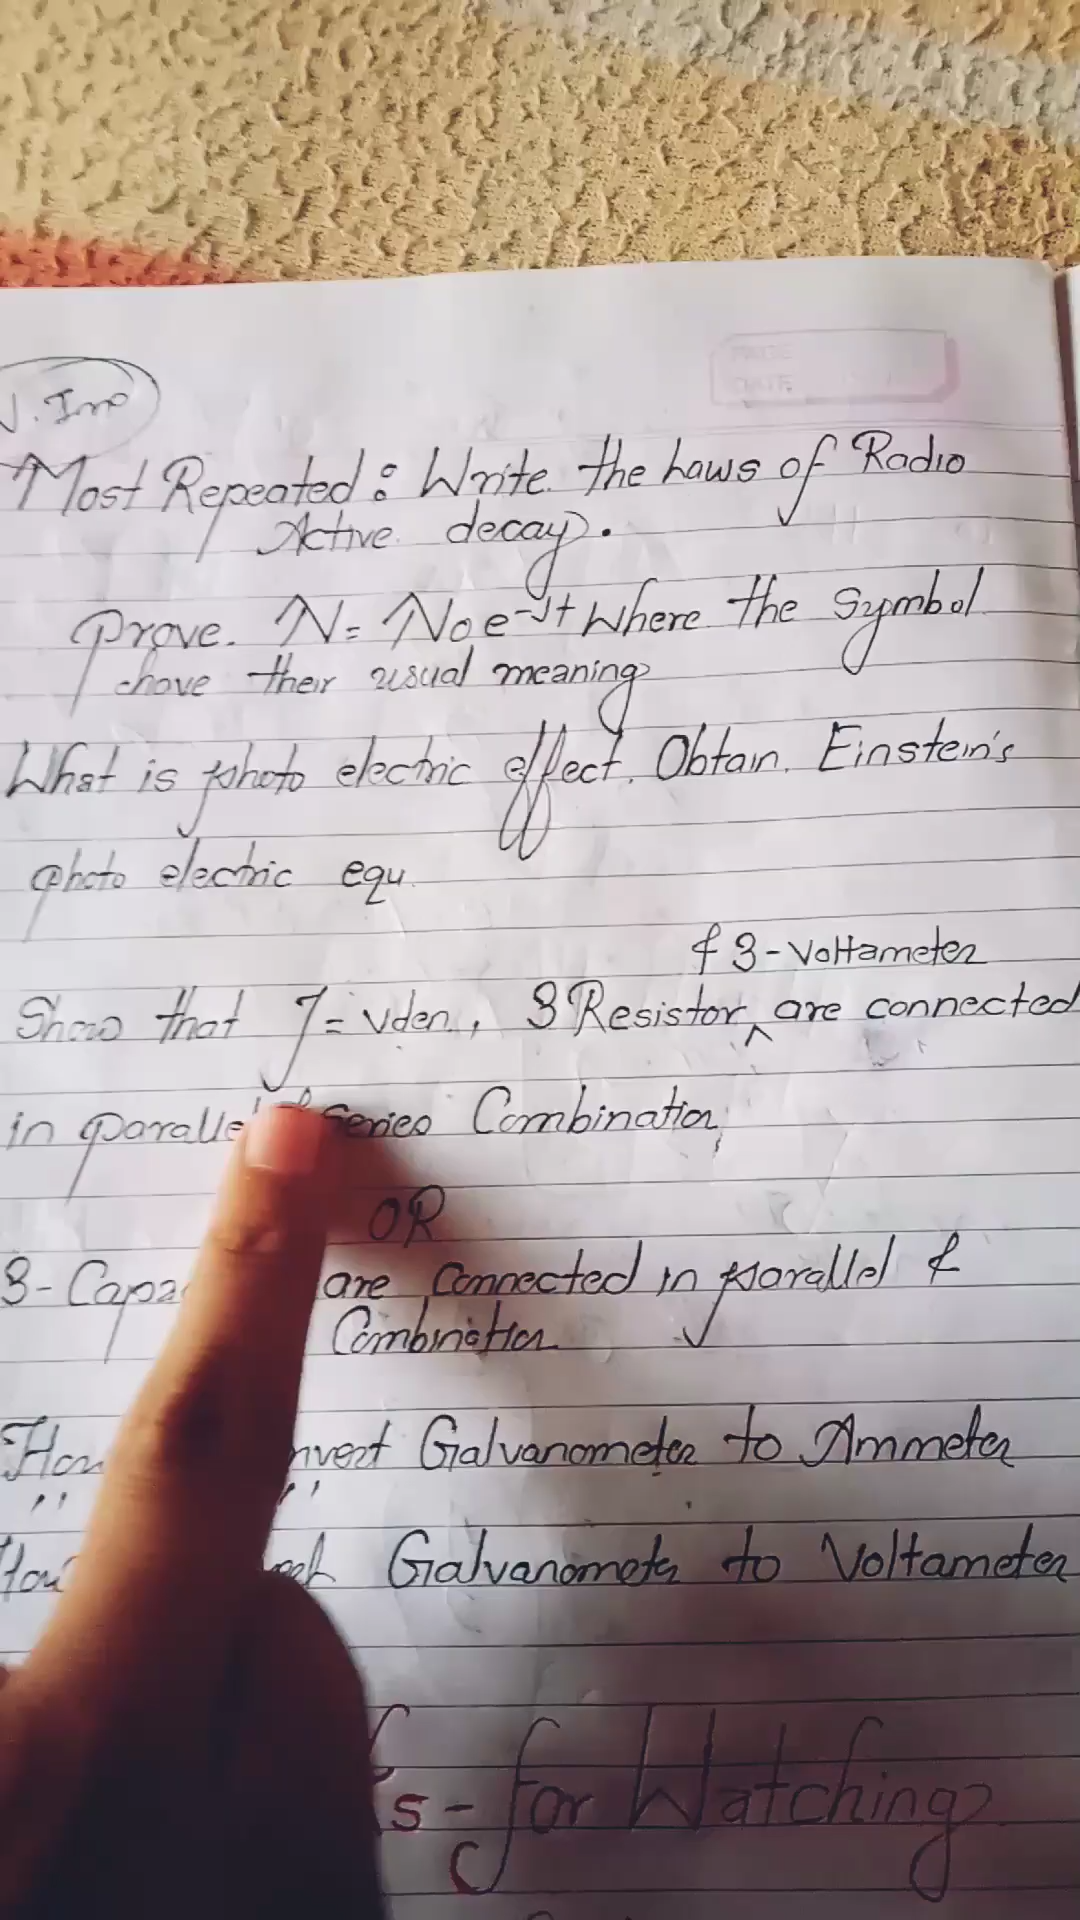 V. Imp
PAGE
DATE
Most Repeated: Write the Laws of Radio
Active decay.
Prove. N= Noe-λt Where the Symbol
have their usual meaning
What is photo electric effect. Obtain. Einstein's
photo electric equ.
& 3-Voltameter
Show that J= vden, 3 Resistor ^ are connected
in parallel & Series Combination
OR
3- are connected in parallel &
Combination
Galvanometer to Ammeter
" "
Galvanometer to Voltameter
for Watching